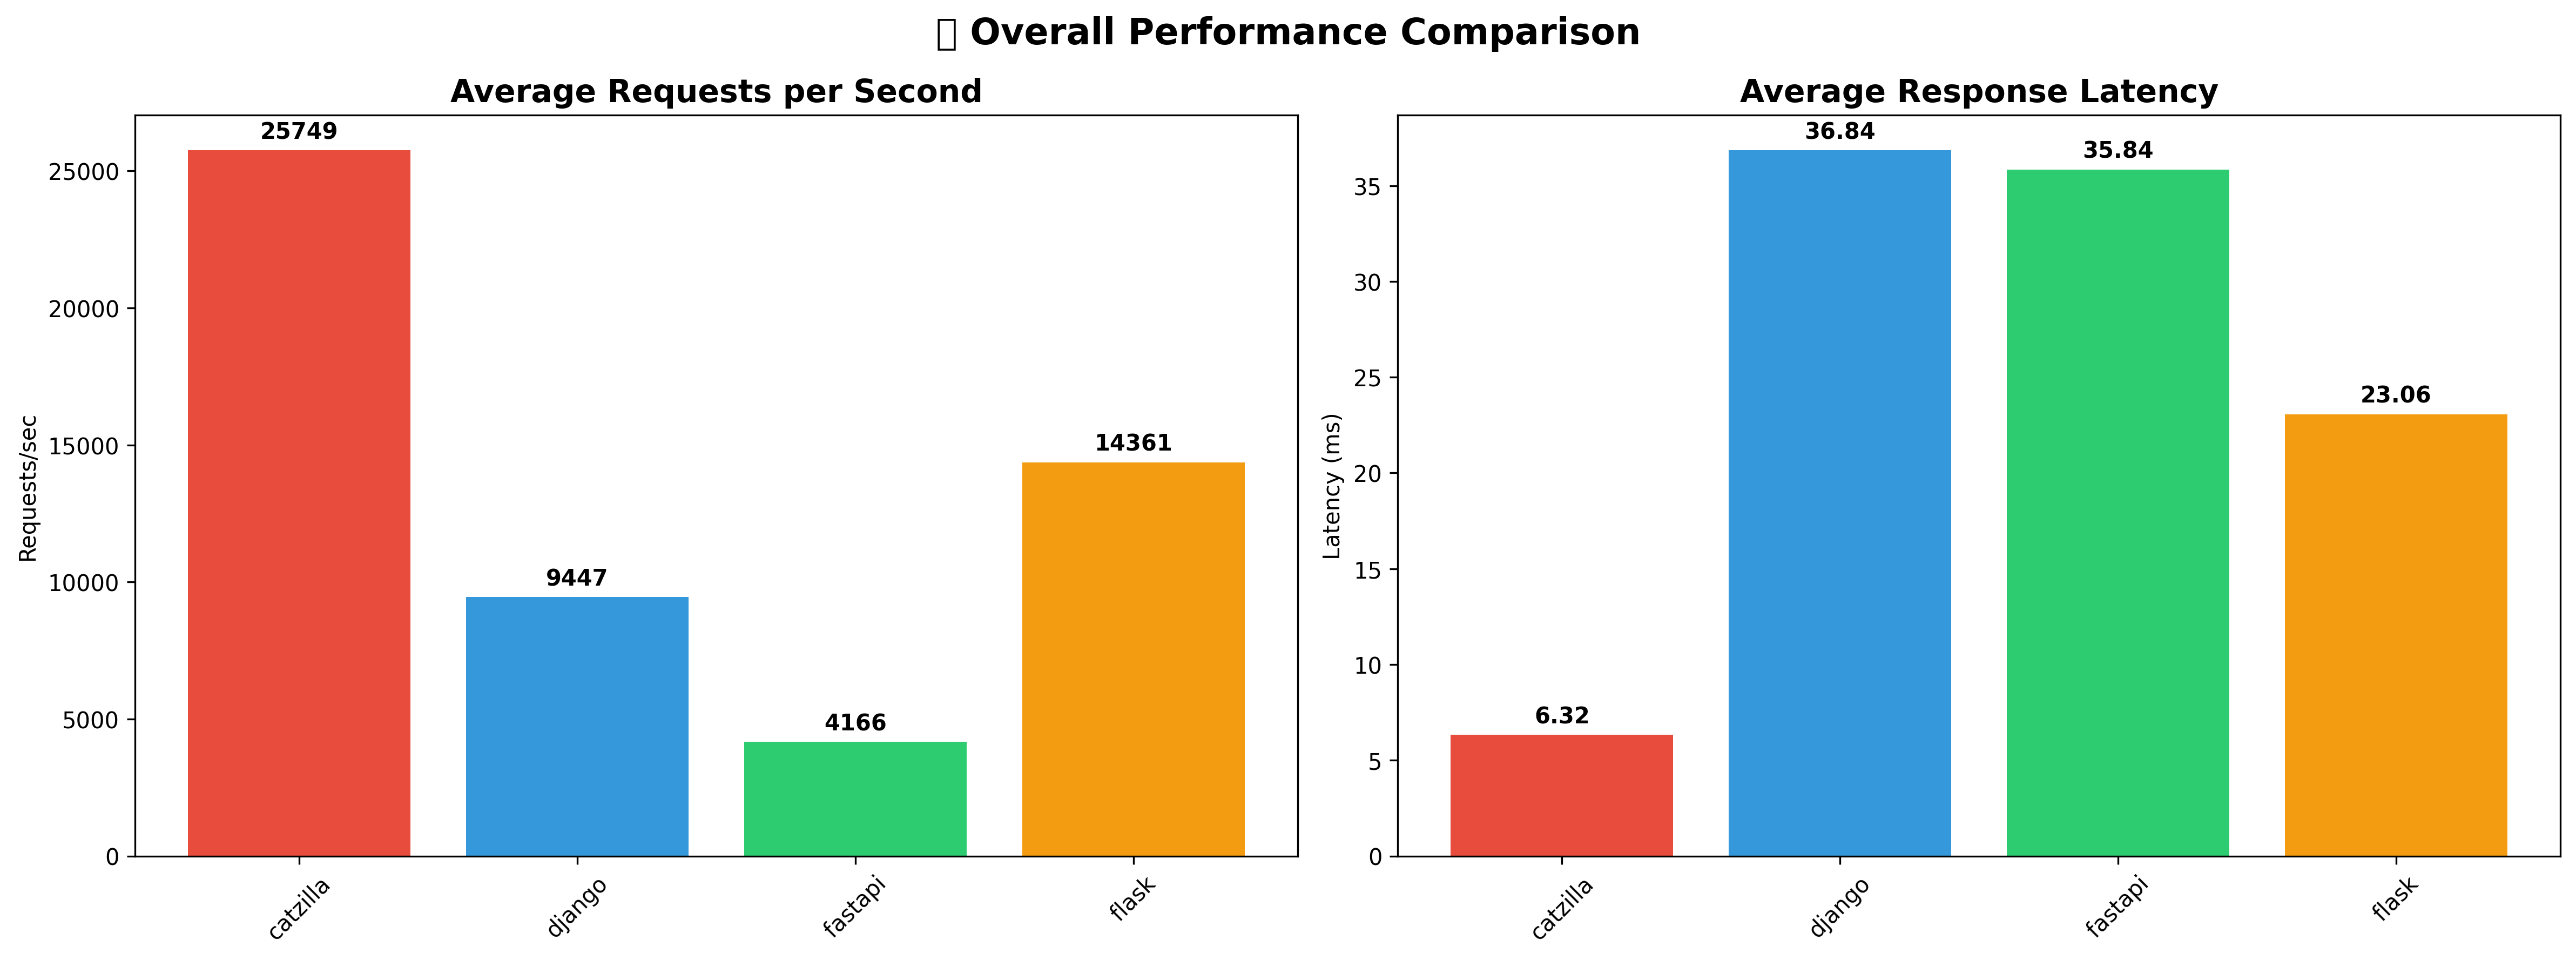 Overall Performance Comparison
Average Requests per Second
Requests/sec
25000
20000
15000
10000
5000
0
25749
9447
4166
14361
catzilla
django
fastapi
flask
Average Response Latency
Latency (ms)
35
30
25
20
15
10
5
0
6.32
36.84
35.84
23.06
catzilla
django
fastapi
flask